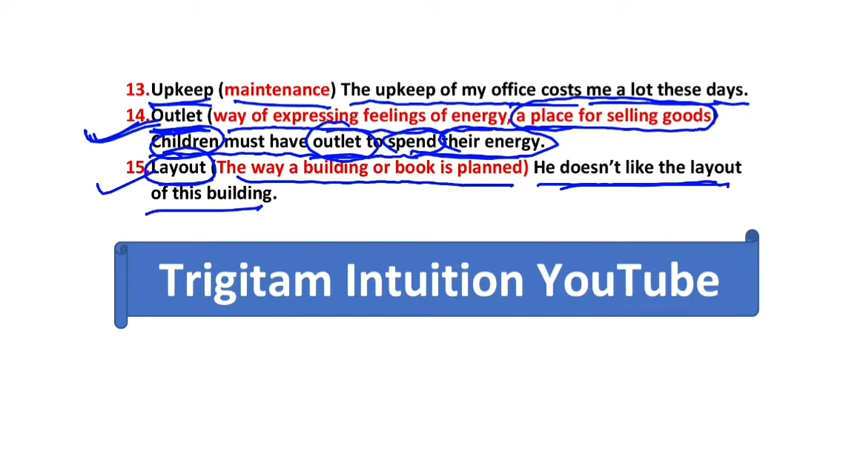 13. Upkeep (maintenance) The upkeep of my office costs me a lot these days.
14. Outlet (way of expressing feelings of energy, a place for selling goods
Children must have outlet to spend their energy.
15. Layout (The way a building or book is planned) He doesn't like the layout
of this building.
Trigitam Intuition YouTube